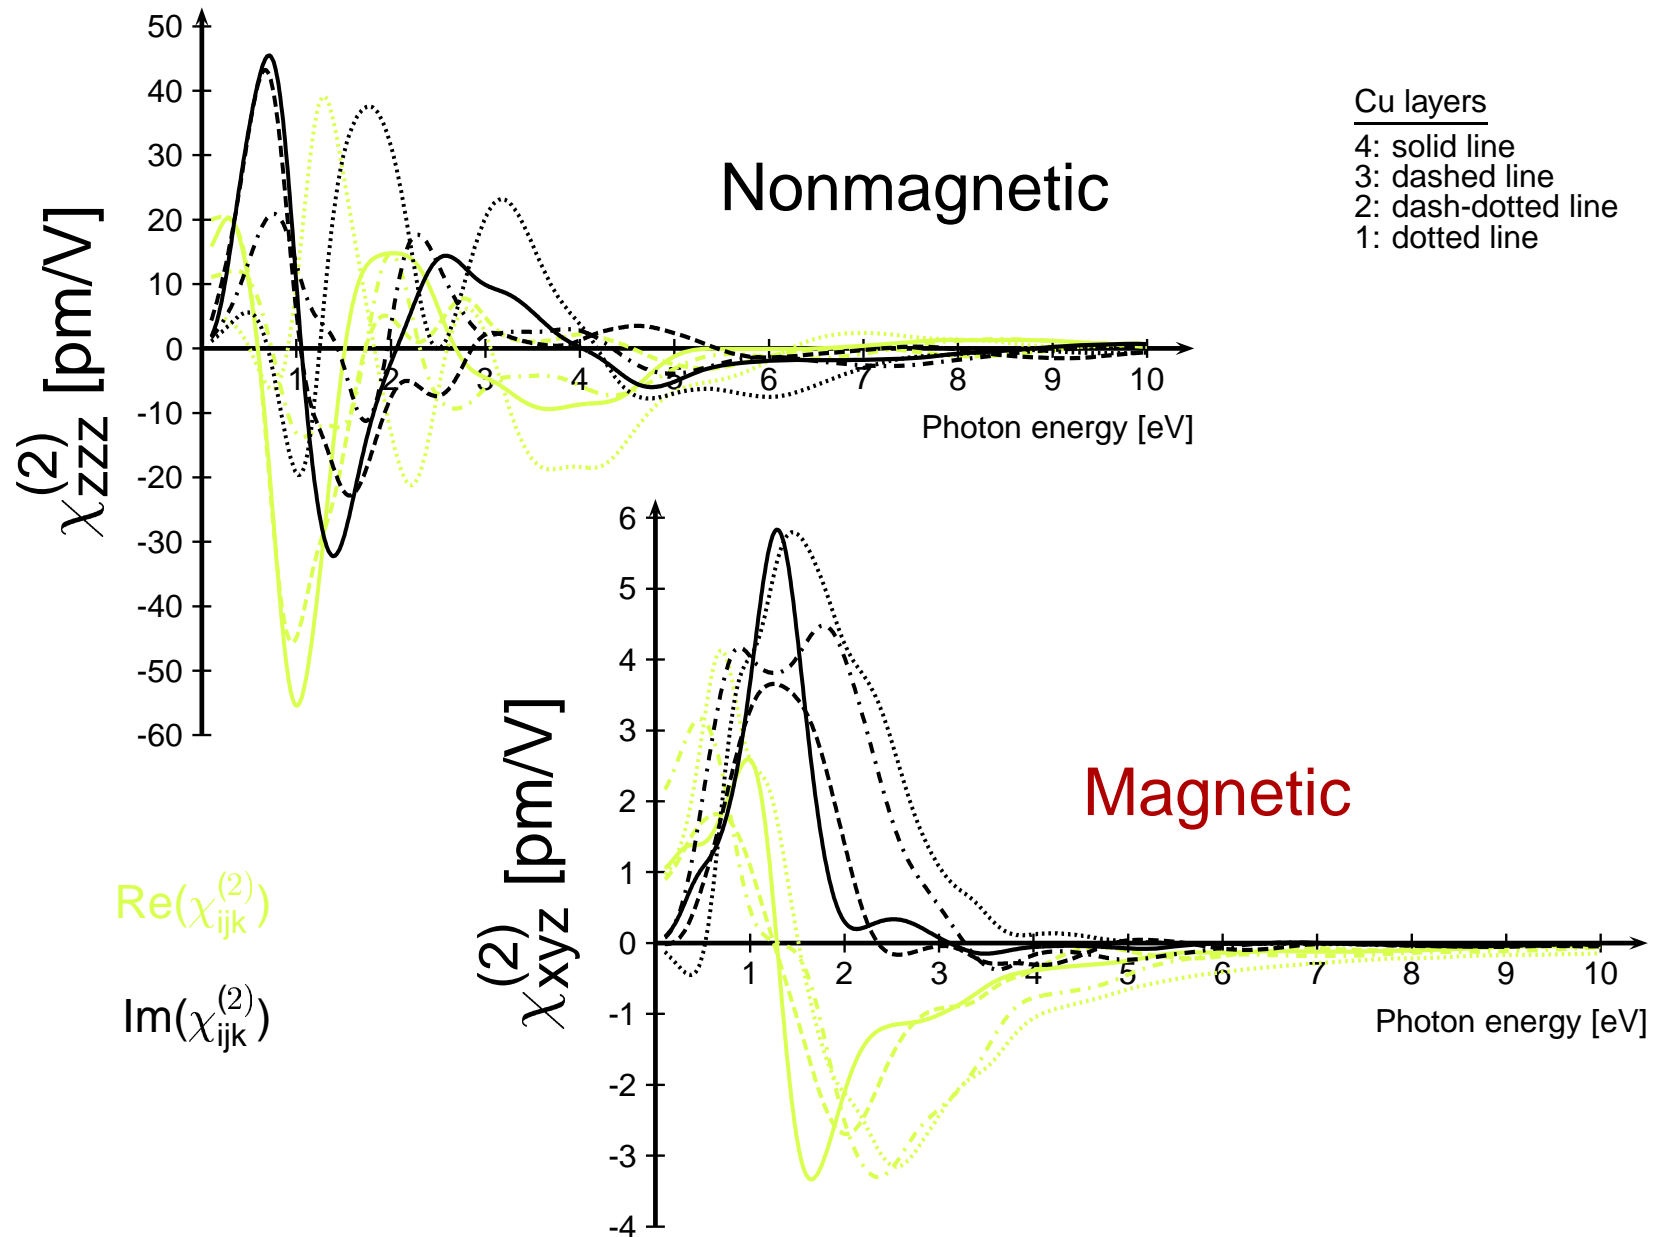 50
40
30
20
10
0
-10
-20
-30
-40
-50
-60
1 2 3 4 5 6 7 8 9 10
Photon energy [eV]
χ(2)zzz [pm/V]
Nonmagnetic
Cu layers
4: solid line
3: dashed line
2: dash-dotted line
1: dotted line
6
5
4
3
2
1
0
-1
-2
-3
-4
1 2 3 4 5 6 7 8 9 10
Photon energy [eV]
χ(2)xyz [pm/V]
Magnetic
Re(χ(2)ijk)
Im(χ(2)ijk)